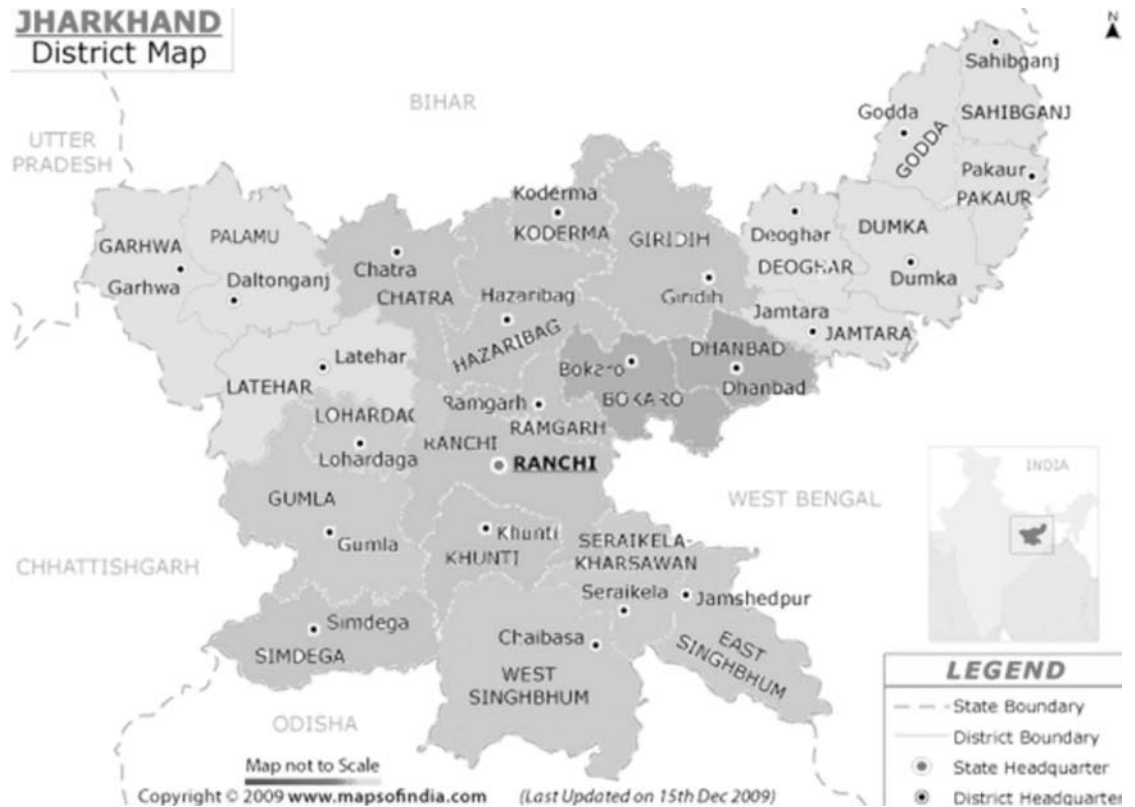 JHARKHAND
District Map
N
BIHAR
UTTER
PRADESH
Sahibganj
SAHIBGANJ
Godda
GODDA
Pakaur
PAKAUR
Koderma
KODERMA
GIRIDIH
Giridih
Deoghar
DEOGHAR
DUMKA
Dumka
GARHWA
Garhwa
PALAMU
Daltonganj
Chatra
CHATRA
Hazaribag
HAZARIBAG
Jamtara
JAMTARA
DHANBAD
Dhanbad
Bokaro
BOKARO
Latehar
LATEHAR
LOHARDAG
Lohardaga
Ramgarh
RAMGARH
RANCHI
RANCHI
GUMLA
Gumla
Khunti
KHUNTI
WEST BENGAL
INDIA
CHHATTISHGARH
SERAIKELA-
KHARSAWAN
Seraikela
Jamshedpur
Simdega
SIMDEGA
Chaibasa
WEST
SINGHBHUM
EAST
SINGHBHUM
ODISHA
LEGEND
State Boundary
District Boundary
State Headquarter
District Headquarter
Map not to Scale
Copyright © 2009 www.mapsofindia.com (Last Updated on 15th Dec 2009)